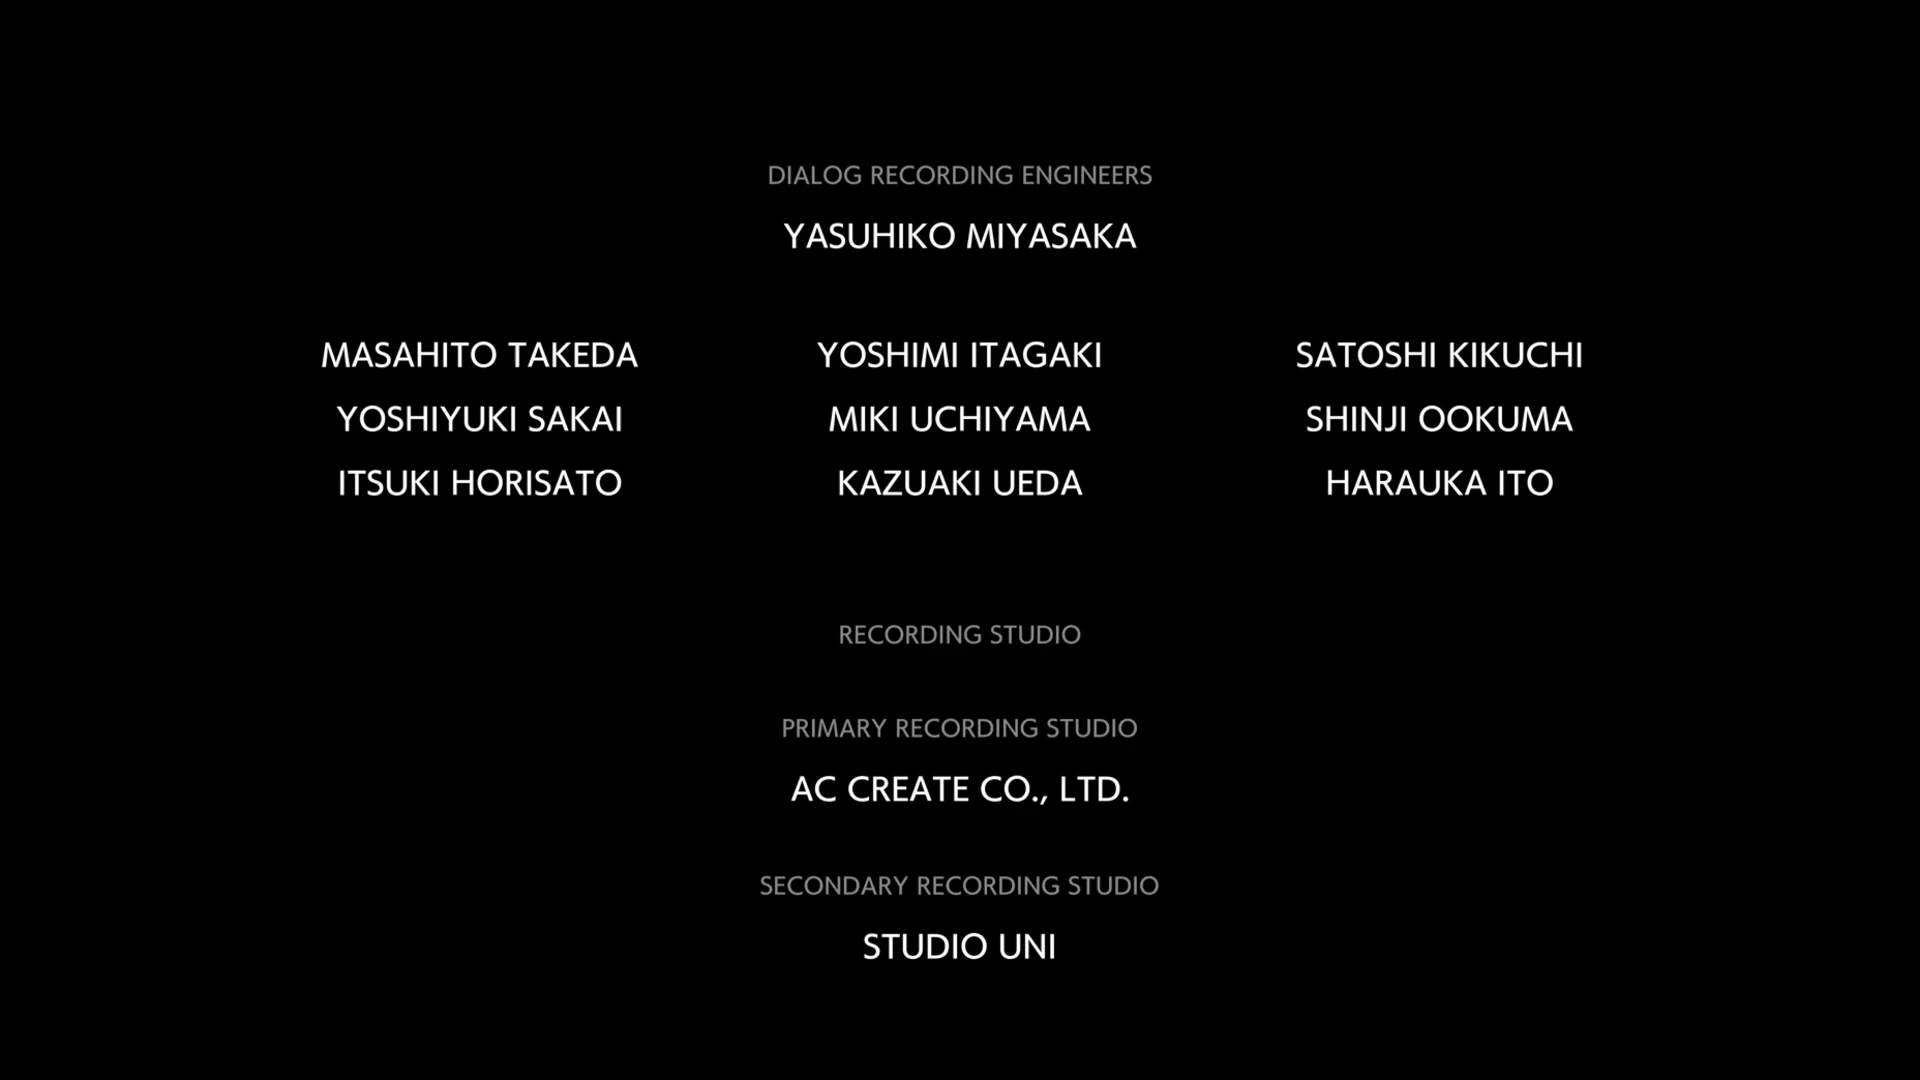 DIALOG RECORDING ENGINEERS
YASUHIKO MIYASAKA
MASAHITO TAKEDA YOSHIMI ITAGAKI SATOSHI KIKUCHI
YOSHIYUKI SAKAI MIKI UCHIYAMA SHINJI OOKUMA
ITSUKI HORISATO KAZUAKI UEDA HARAUKA ITO
RECORDING STUDIO
PRIMARY RECORDING STUDIO
AC CREATE CO., LTD.
SECONDARY RECORDING STUDIO
STUDIO UNI